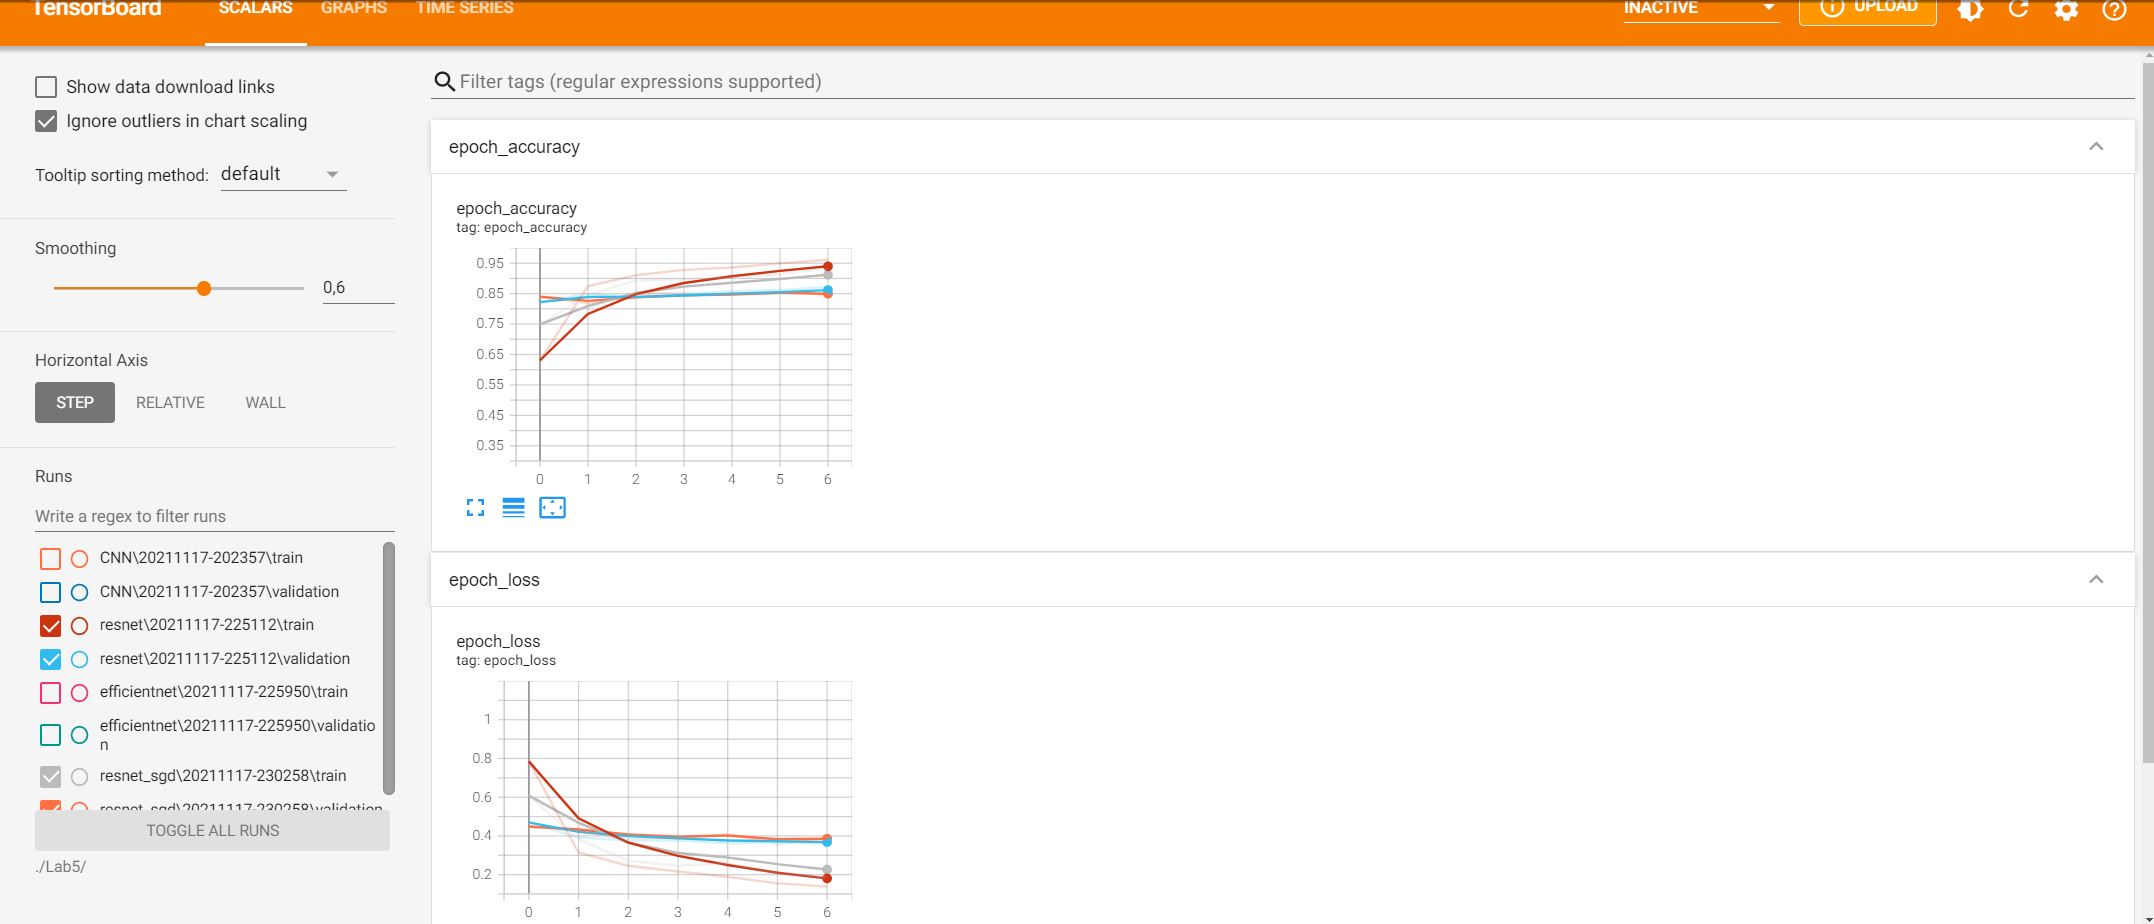 TensorBoard
SCALARS GRAPHS TIME SERIES
INACTIVE
UPLOAD
Show data download links
Ignore outliers in chart scaling
Tooltip sorting method: default
Smoothing
0,6
Horizontal Axis
STEP RELATIVE WALL
Runs
Write a regex to filter runs
CNN\20211117-202357\train
CNN\20211117-202357\validation
resnet\20211117-225112\train
resnet\20211117-225112\validation
efficientnet\20211117-225950\train
efficientnet\20211117-225950\validatio
n
resnet_sgd\20211117-230258\train
resnet_sgd\20211117-230258\validation
TOGGLE ALL RUNS
./Lab5/
Filter tags (regular expressions supported)
epoch_accuracy
epoch_accuracy
tag: epoch_accuracy
0.95
0.85
0.75
0.65
0.55
0.45
0.35
0 1 2 3 4 5 6
epoch_loss
epoch_loss
tag: epoch_loss
1
0.8
0.6
0.4
0.2
0 1 2 3 4 5 6